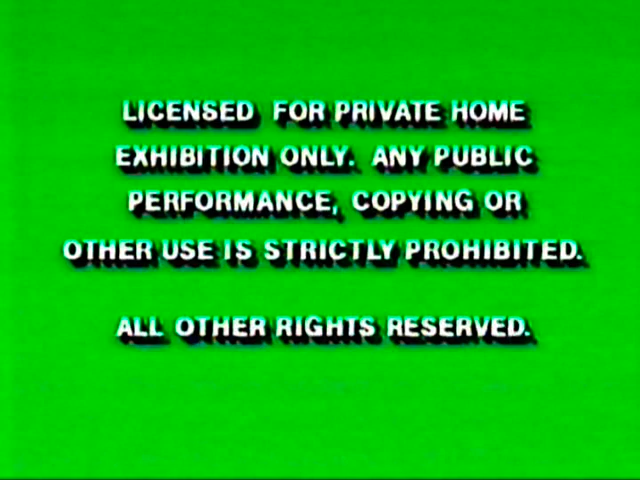 LICENSED FOR PRIVATE HOME
EXHIBITION ONLY. ANY PUBLIC
PERFORMANCE, COPYING OR
OTHER USE IS STRICTLY PROHIBITED.
ALL OTHER RIGHTS RESERVED.